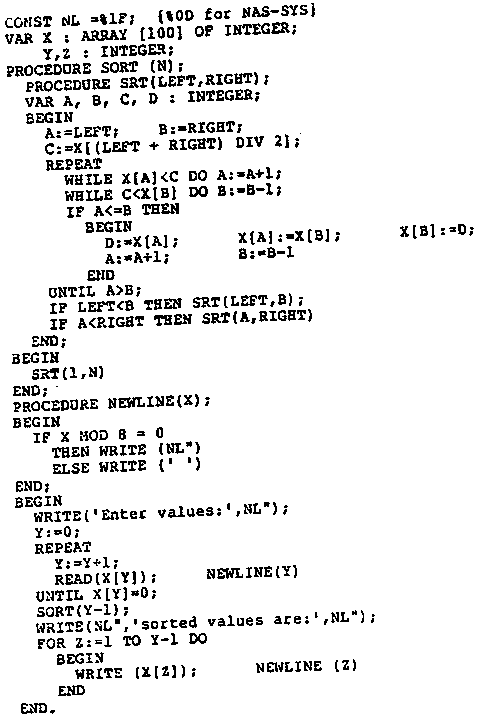 CONST NL =%1F;  {%0D for NAS-SYS}
VAR X : ARRAY [100] OF INTEGER;
Y,Z : INTEGER;
PROCEDURE SORT (N);
PROCEDURE SRT(LEFT,RIGHT);
VAR A, B, C, D : INTEGER;
BEGIN
A:=LEFT;    B:=RIGHT;
C:=X[(LEFT + RIGHT) DIV 2];
REPEAT
WHILE X[A]<C DO A:=A+1;
WHILE C<X[B] DO B:=B-1;
IF A<=B THEN
BEGIN
D:=X[A];    X[A]:=X[B];    X[B]:=D;
A:=A+1;    B:=B-1
END
UNTIL A>B;
IF LEFT<B THEN SRT(LEFT,B);
IF A<RIGHT THEN SRT(A,RIGHT)
END;
BEGIN
SRT(1,N)
END;
PROCEDURE NEWLINE(X);
BEGIN
IF X MOD 8 = 0
THEN WRITE (NL")
ELSE WRITE (' ')
END;
BEGIN
WRITE('Enter values:',NL");
Y:=0;
REPEAT
Y:=Y+1;
READ(X[Y]);    NEWLINE(Y)
UNTIL X[Y]=0;
SORT(Y-1);
WRITE(NL",'sorted values are:',NL");
FOR Z:=1 TO Y-1 DO
BEGIN
WRITE (X[Z]);    NEWLINE (Z)
END
END.